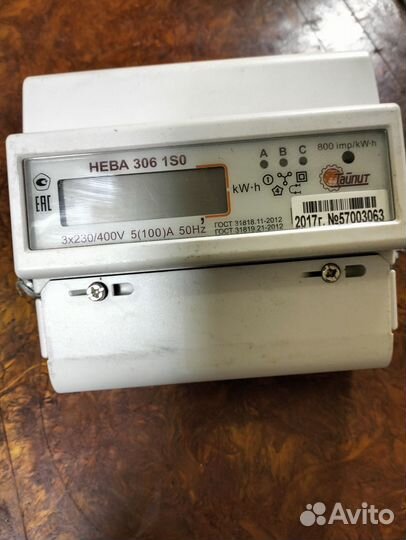 НЕВА 306 1S0
A B C
800 imp/kW·h
kW·h
Тайпит
EAC
3x230/400V 5(100)A 50Hz
ГОСТ 31818.11-2012
ГОСТ 31819.21-2012
2017г. №57003063
Avito